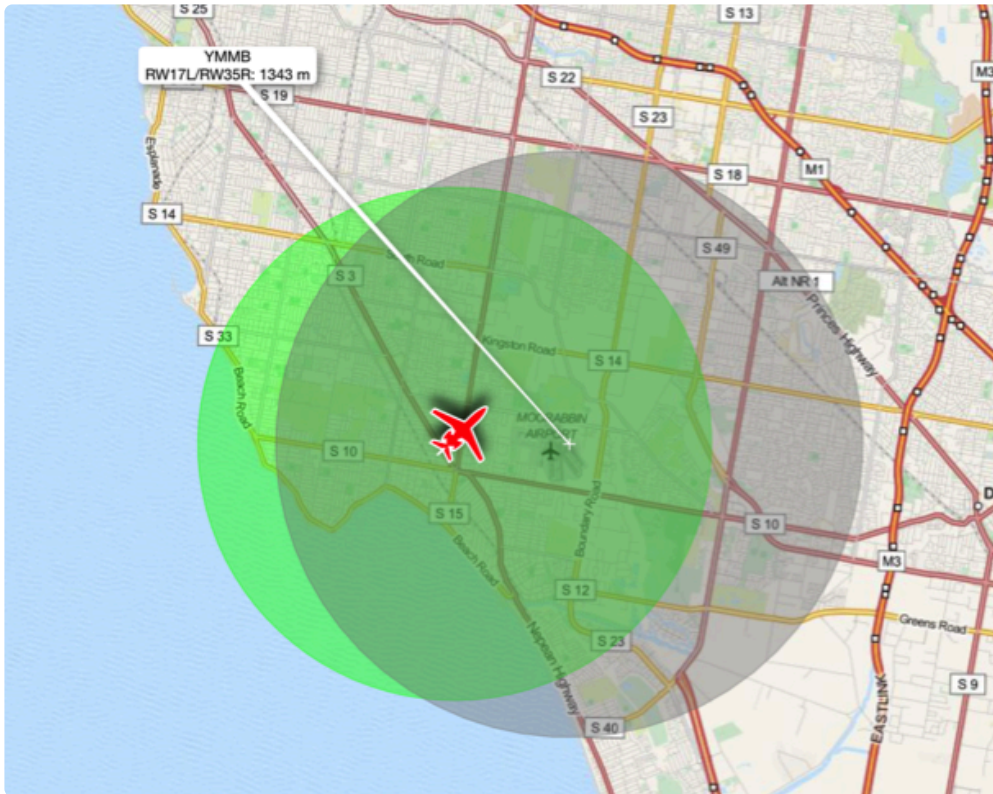 S 25
S 13
YMMB
RW17L/RW35R: 1343 m
S 22
M3
S 19
S 23
Esplanade
M1
S 18
S 14
S 49
South Road
S 3
Alt NR 1
Princes Highway
S 33
Kingston Road
S 14
Beach Road
MOORABBIN
AIRPORT
S 10
Boundary Road
D
S 15
S 10
Beach Road
M3
S 12
Greens Road
Nepean Highway
S 23
S 9
EASTLINK
S 40